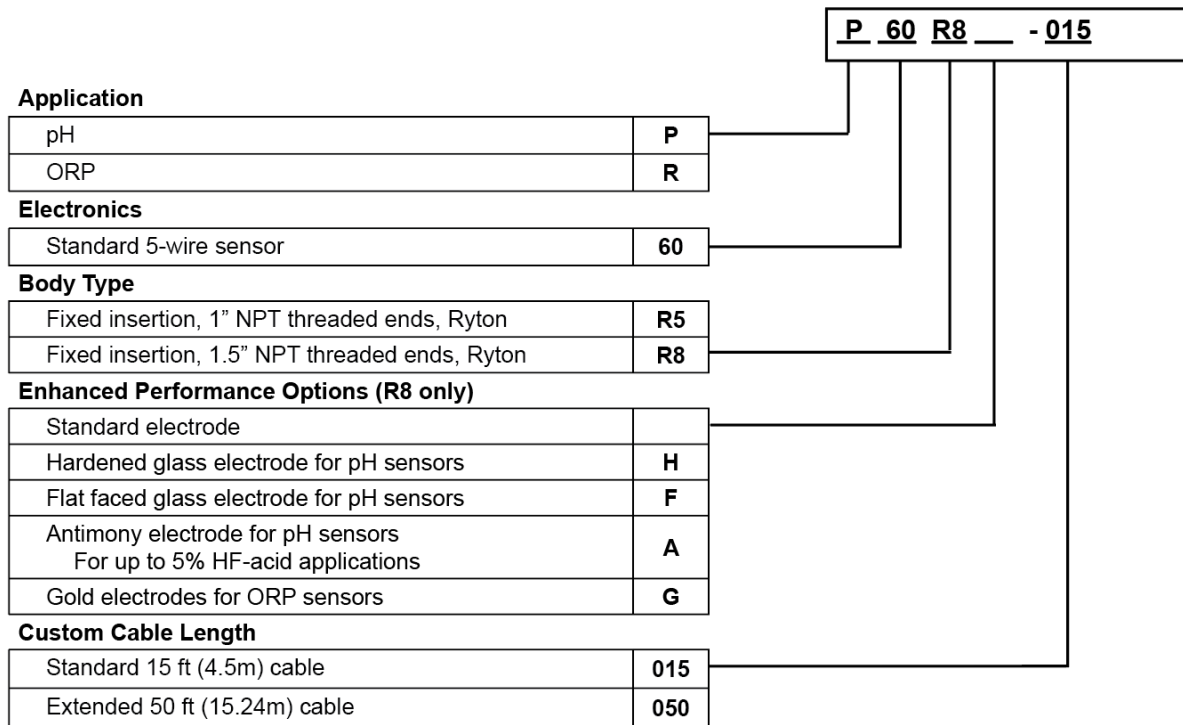 P 60 R8 __ - 015
Application
pH P
ORP R
Electronics
Standard 5-wire sensor 60
Body Type
Fixed insertion, 1” NPT threaded ends, Ryton R5
Fixed insertion, 1.5” NPT threaded ends, Ryton R8
Enhanced Performance Options (R8 only)
Standard electrode
Hardened glass electrode for pH sensors H
Flat faced glass electrode for pH sensors F
Antimony electrode for pH sensors
For up to 5% HF-acid applications A
Gold electrodes for ORP sensors G
Custom Cable Length
Standard 15 ft (4.5m) cable 015
Extended 50 ft (15.24m) cable 050